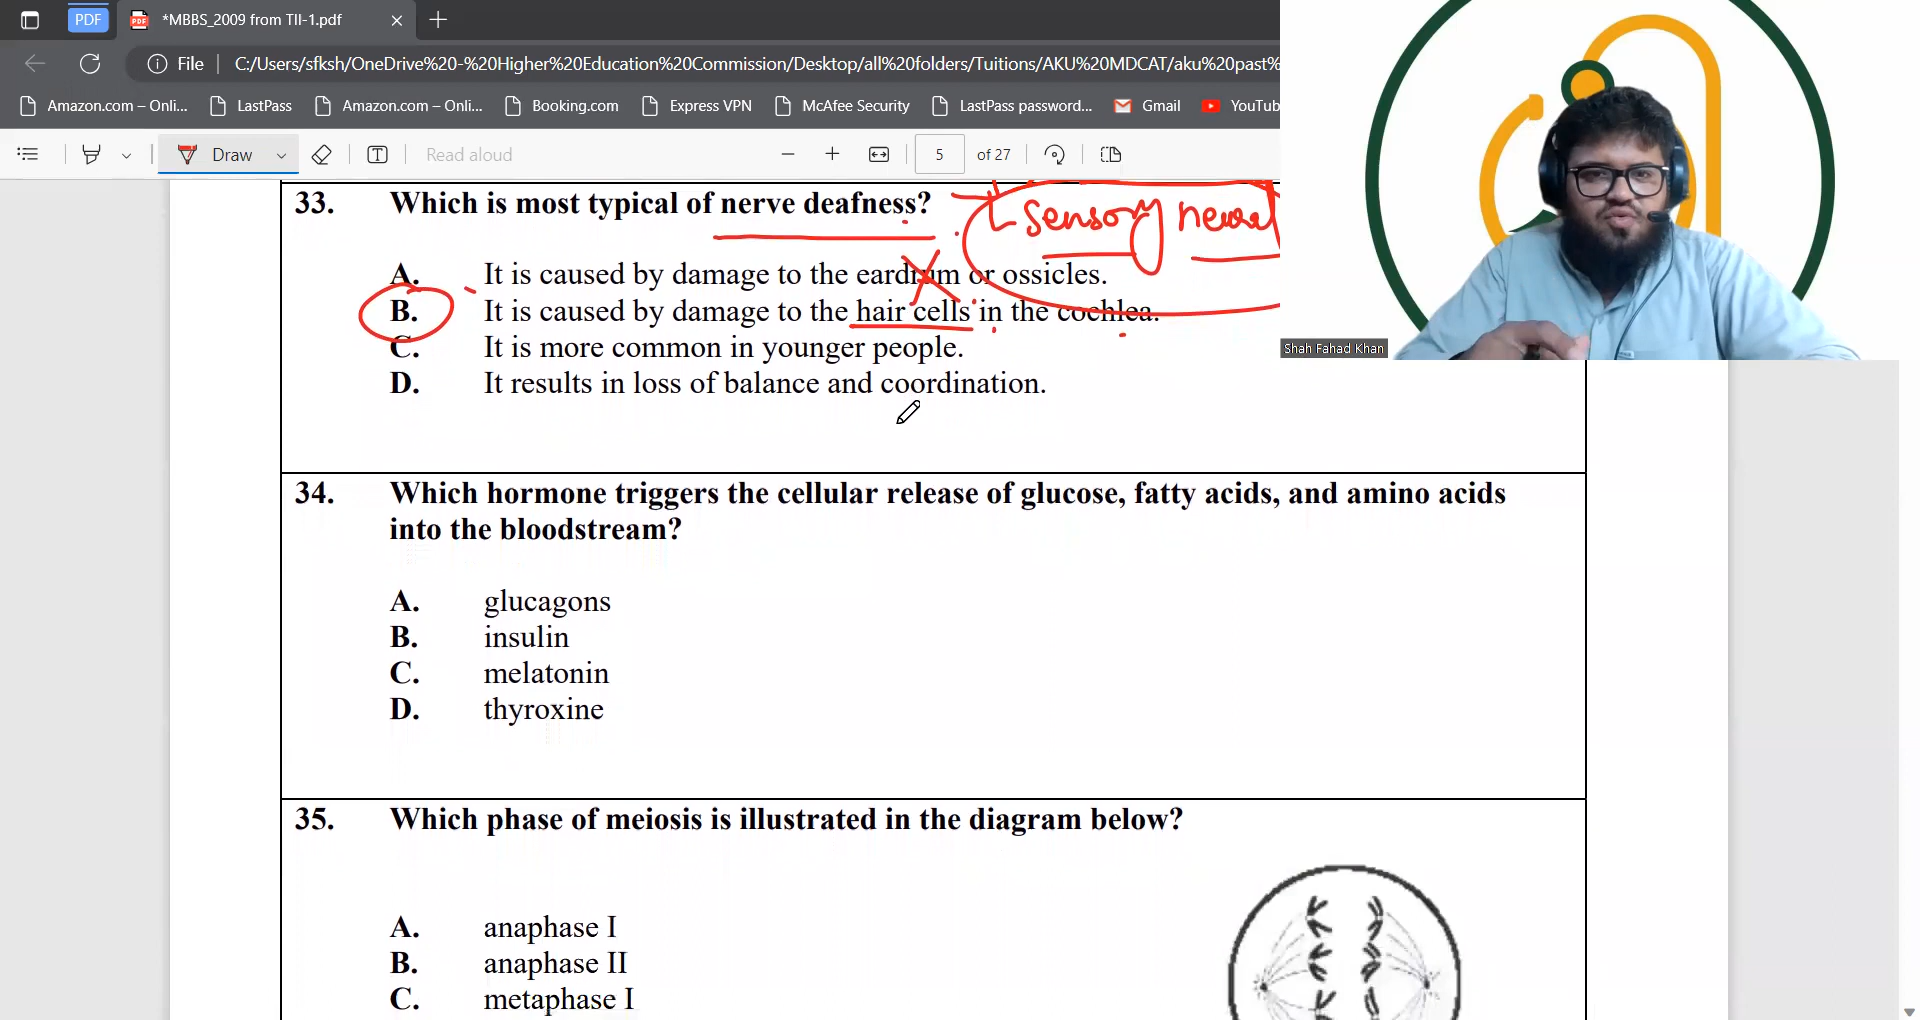 PDF
*MBBS_2009 from TII-1.pdf
File
C:/Users/sfksh/OneDrive%20-%20Higher%20Education%20Commission/Desktop/all%20folders/Tuitions/AKU%20MDCAT/aku%20past%
Amazon.com – Onli...
LastPass
Amazon.com – Onli...
Booking.com
Express VPN
McAfee Security
LastPass password...
Gmail
YouTub
Draw
Read aloud
5
of 27
33. Which is most typical of nerve deafness?
sensory neural
A. It is caused by damage to the eardrum or ossicles.
B. It is caused by damage to the hair cells in the cochlea.
C. It is more common in younger people.
D. It results in loss of balance and coordination.
Shah Fahad Khan
34. Which hormone triggers the cellular release of glucose, fatty acids, and amino acids
into the bloodstream?
A. glucagons
B. insulin
C. melatonin
D. thyroxine
35. Which phase of meiosis is illustrated in the diagram below?
A. anaphase I
B. anaphase II
C. metaphase I